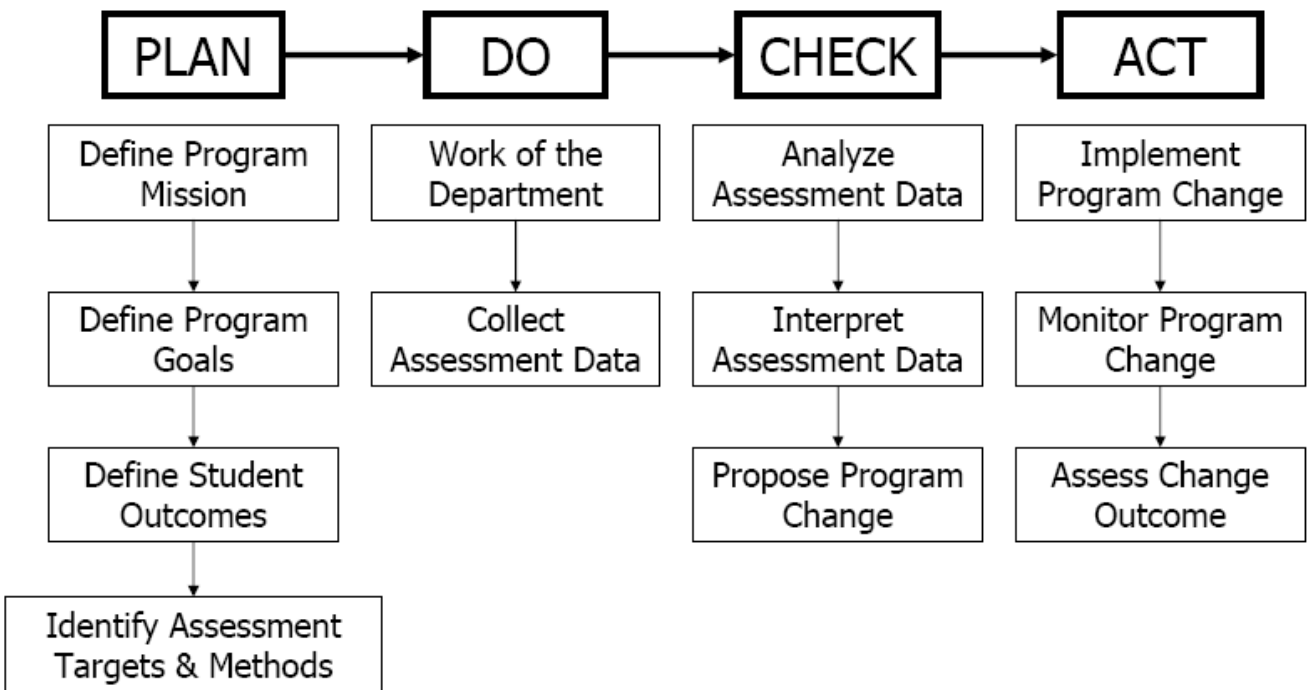 PLAN
DO
CHECK
ACT
Define Program
Mission
Define Program
Goals
Define Student
Outcomes
Identify Assessment
Targets & Methods
Work of the
Department
Collect
Assessment Data
Analyze
Assessment Data
Interpret
Assessment Data
Propose Program
Change
Implement
Program Change
Monitor Program
Change
Assess Change
Outcome